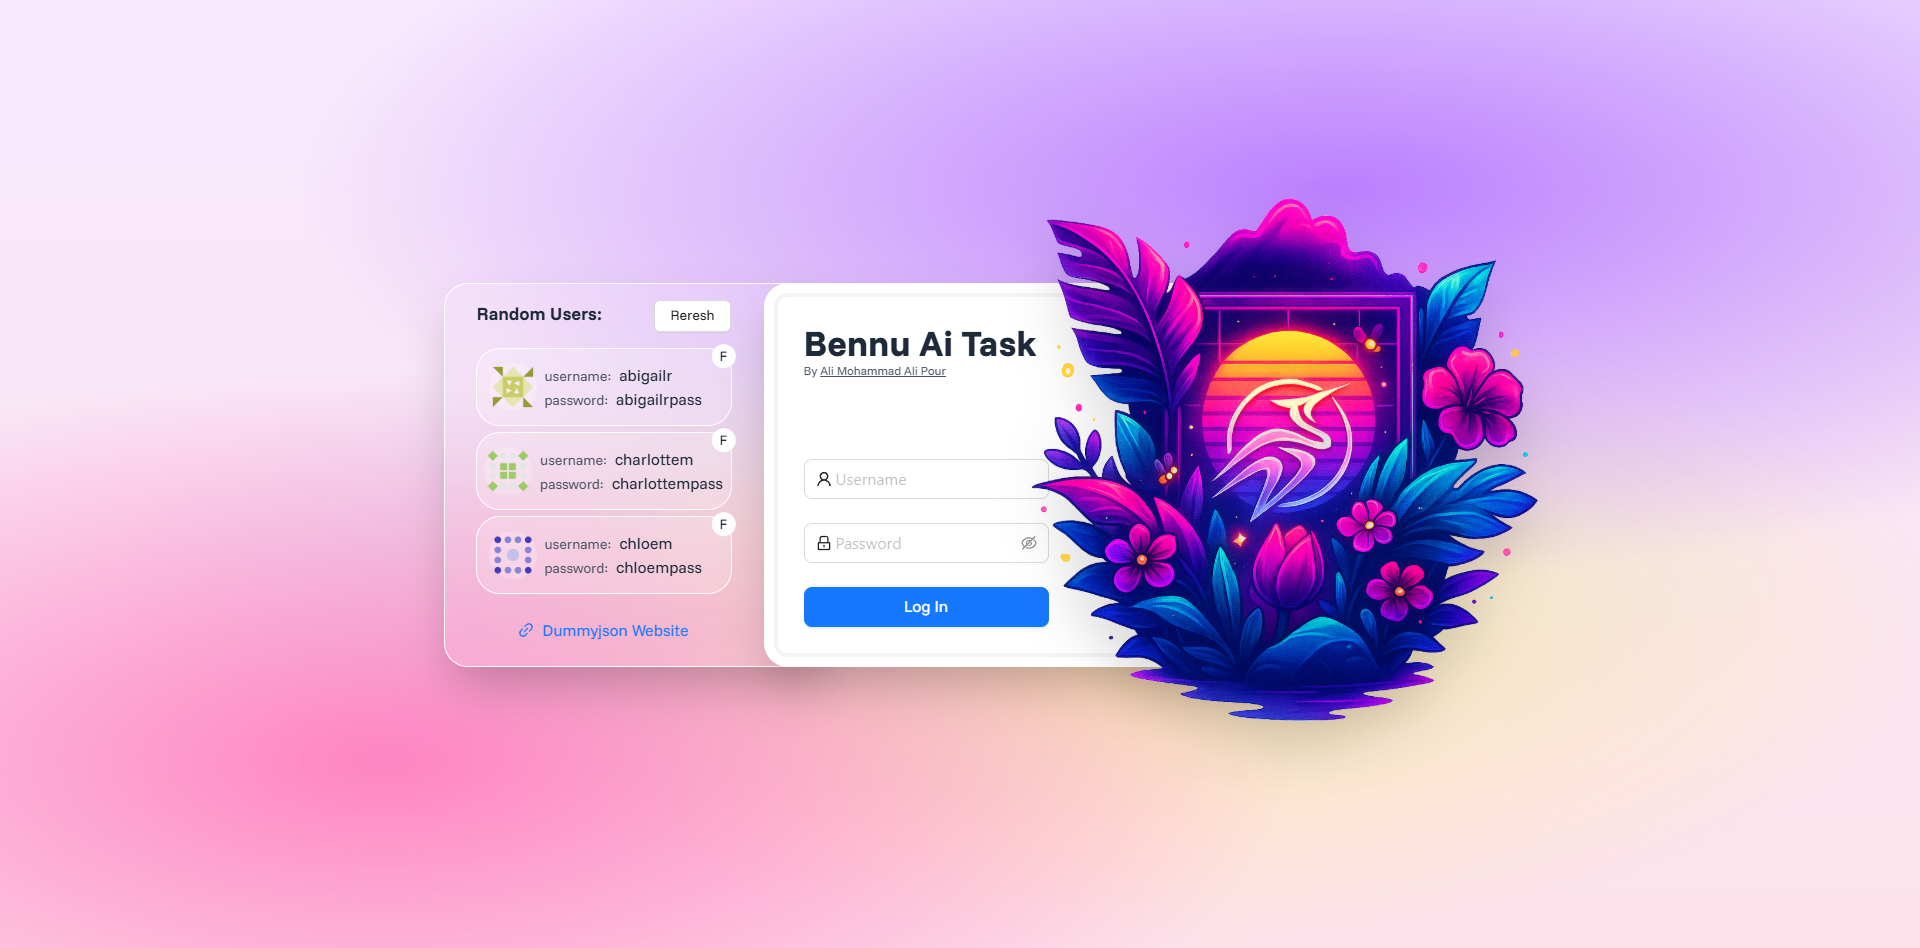 Random Users:
Reresh
F
username: abigailr
password: abigailrpass
F
username: charlottem
password: charlottempass
F
username: chloem
password: chloempass
Dummyjson Website
Bennu Ai Task
By Ali Mohammad Ali Pour
Username
Password
Log In